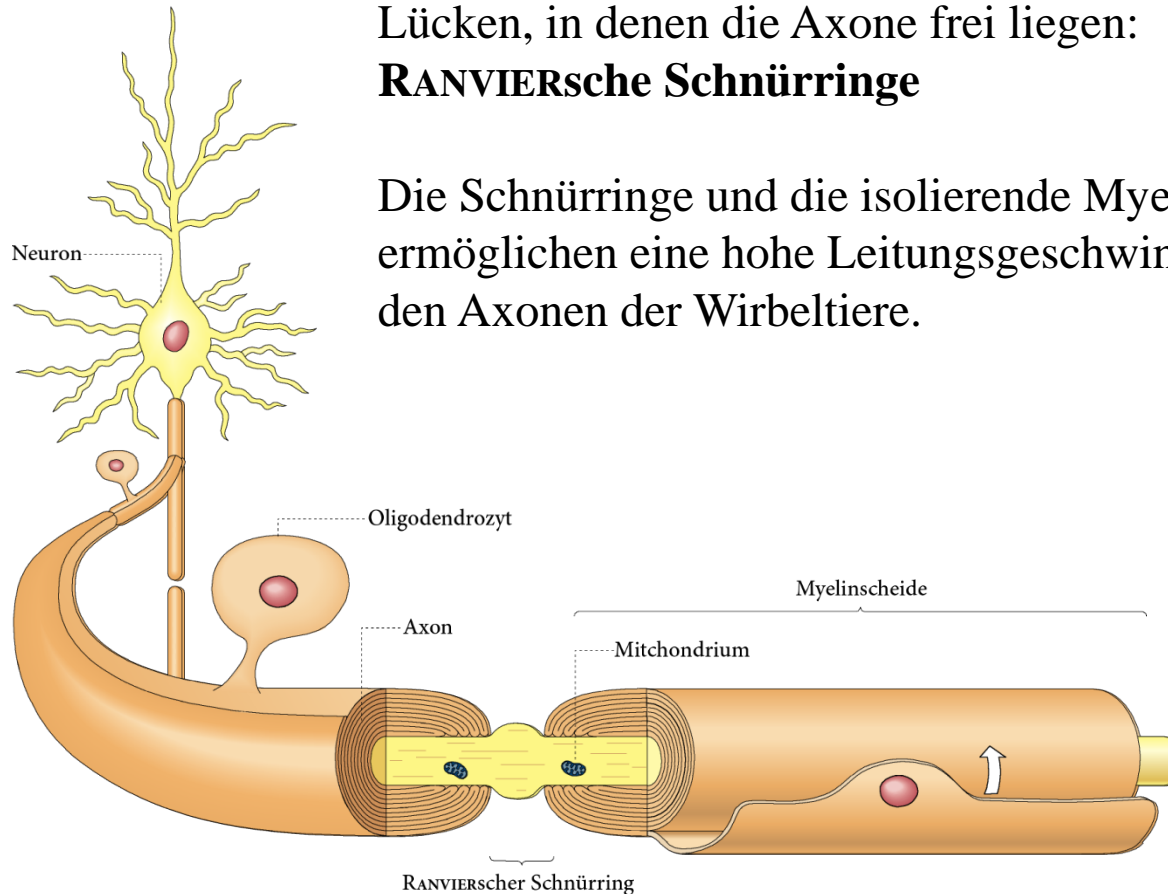 Lücken, in denen die Axone frei liegen:
RANVIERsche Schnürringe
Die Schnürringe und die isolierende Mye
ermöglichen eine hohe Leitungsgeschwin
den Axonen der Wirbeltiere.
Neuron
Oligodendrozyt
Myelinscheide
Axon
Mitchondrium
RANVIERscher Schnürring